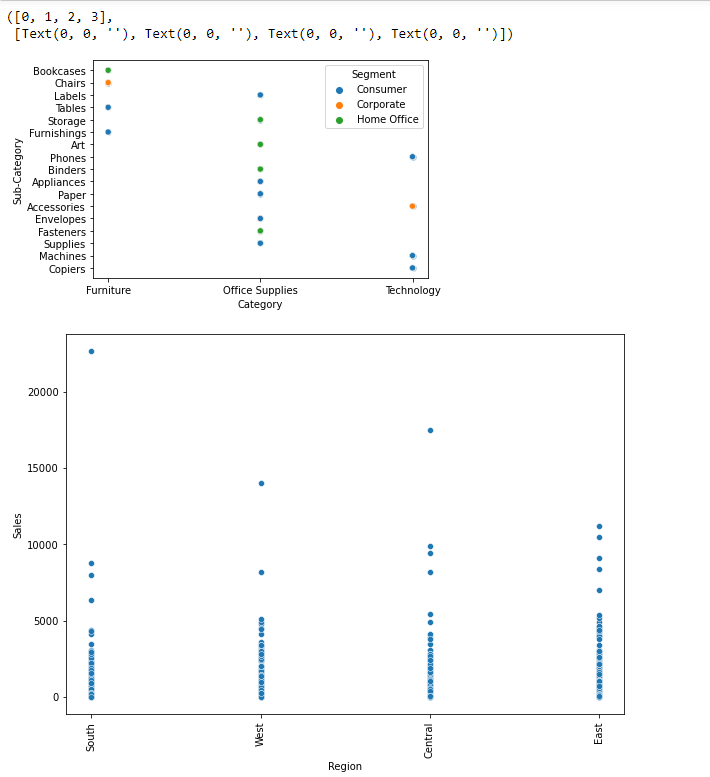 ([0, 1, 2, 3],
[Text(0, 0, ''), Text(0, 0, ''), Text(0, 0, ''), Text(0, 0, '')])
Segment
Consumer
Corporate
Home Office
Sub-Category
Bookcases
Chairs
Labels
Tables
Storage
Furnishings
Art
Phones
Binders
Appliances
Paper
Accessories
Envelopes
Fasteners
Supplies
Machines
Copiers
Furniture
Office Supplies
Technology
Category
Sales
20000
15000
10000
5000
0
South
West
Central
East
Region